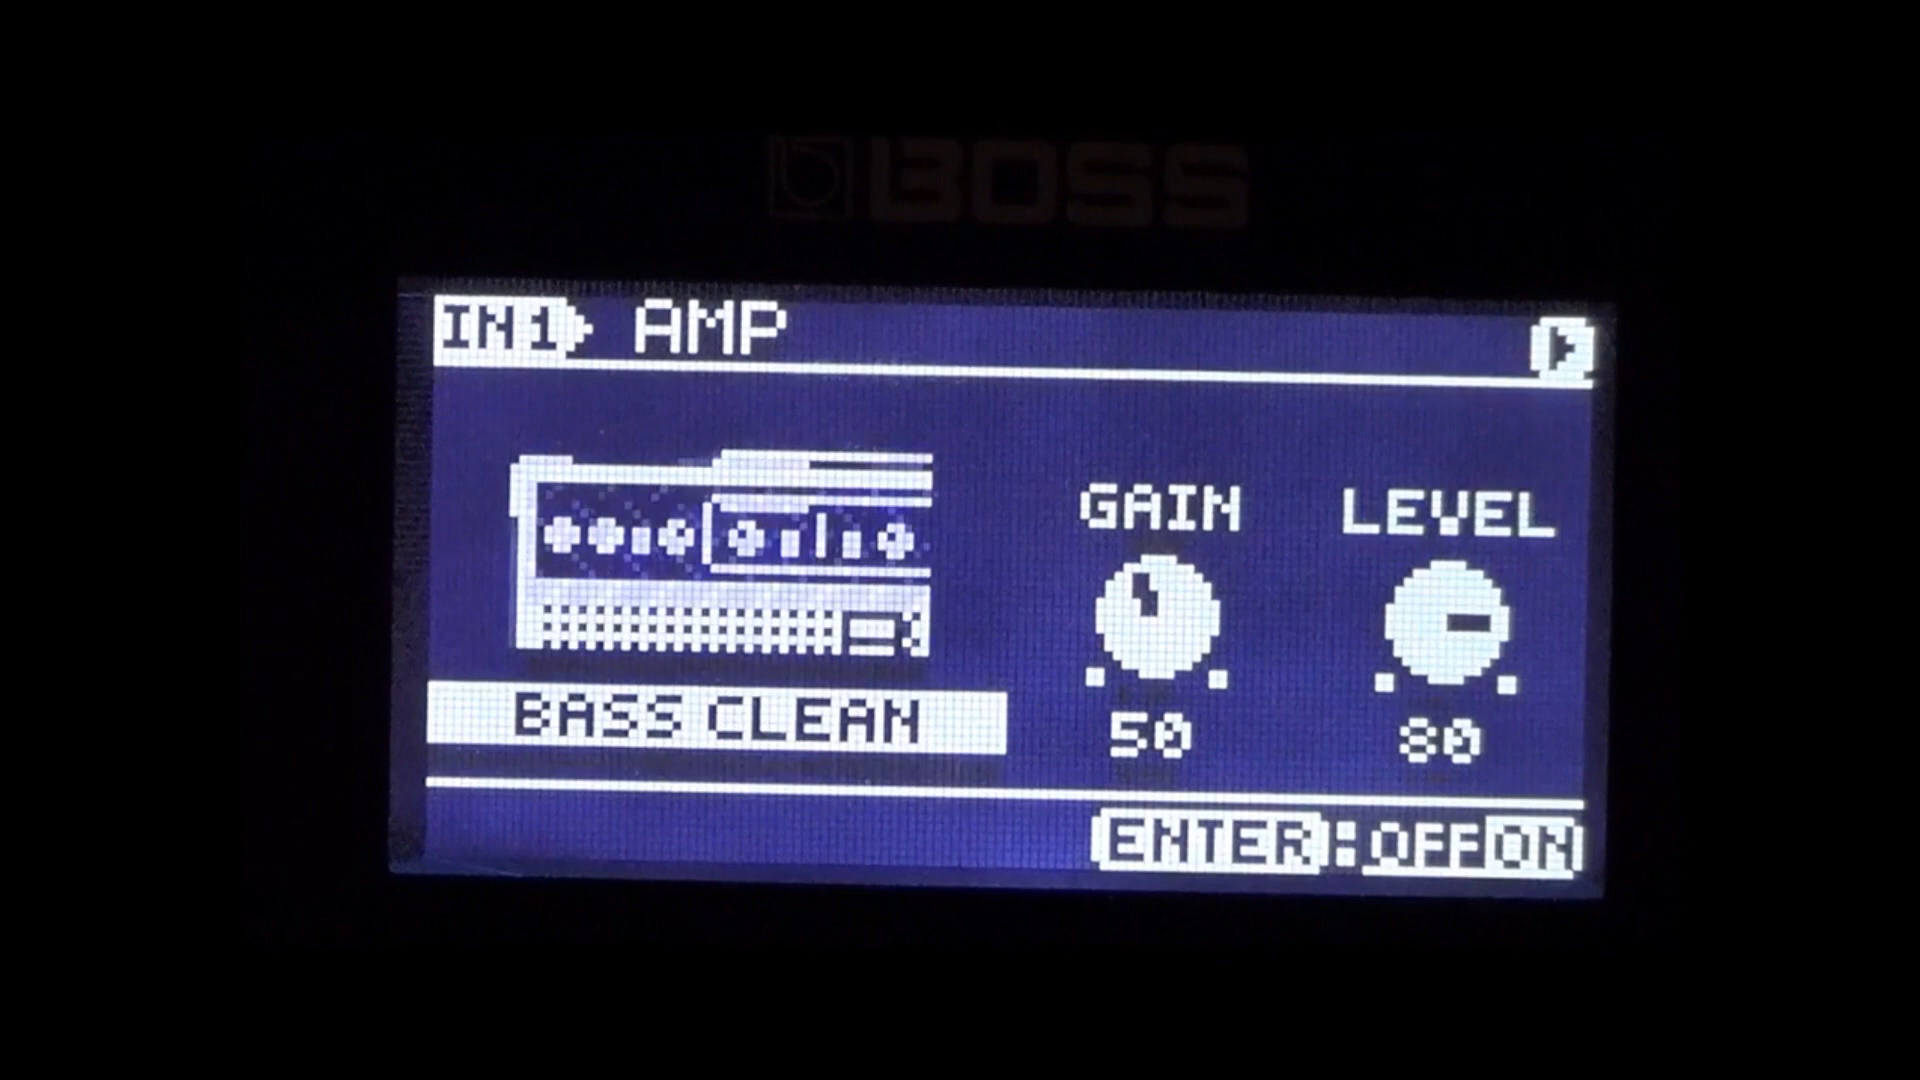 BOSS
IN1 AMP
GAIN LEVEL
BASS CLEAN
50 80
ENTER:OFF ON